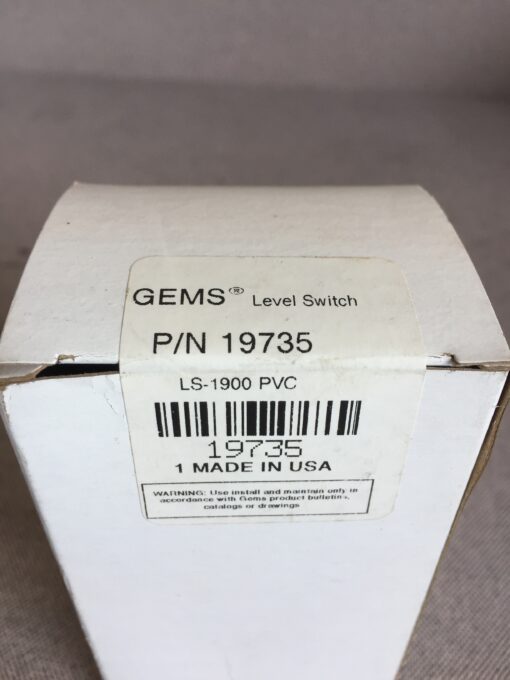 GEMS® Level Switch
P/N 19735
LS-1900 PVC
19735
1 MADE IN USA
WARNING: Use install and maintain only in
accordance with Gems product bulletins,
catalogs or drawings